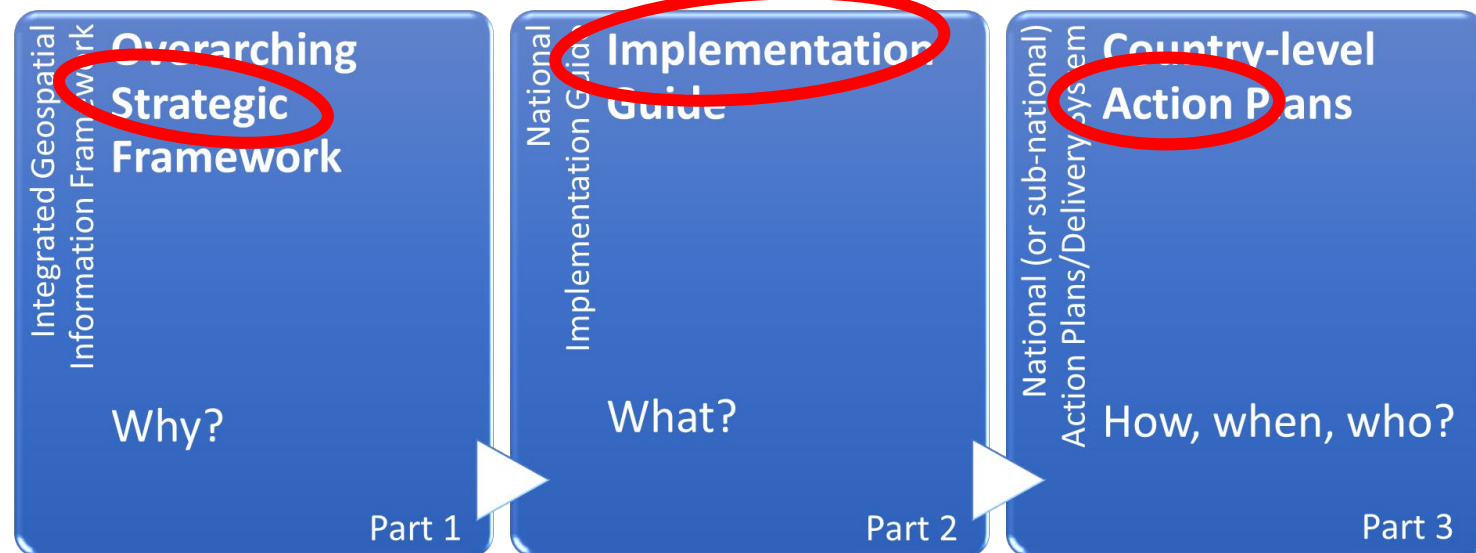 Integrated Geospatial
Information Framework
Overarching
Strategic
Framework
Why?
Part 1
National
Implementation Guide
Implementation
Guide
What?
Part 2
National (or sub-national)
Action Plans/Delivery System
Country-level
Action Plans
How, when, who?
Part 3